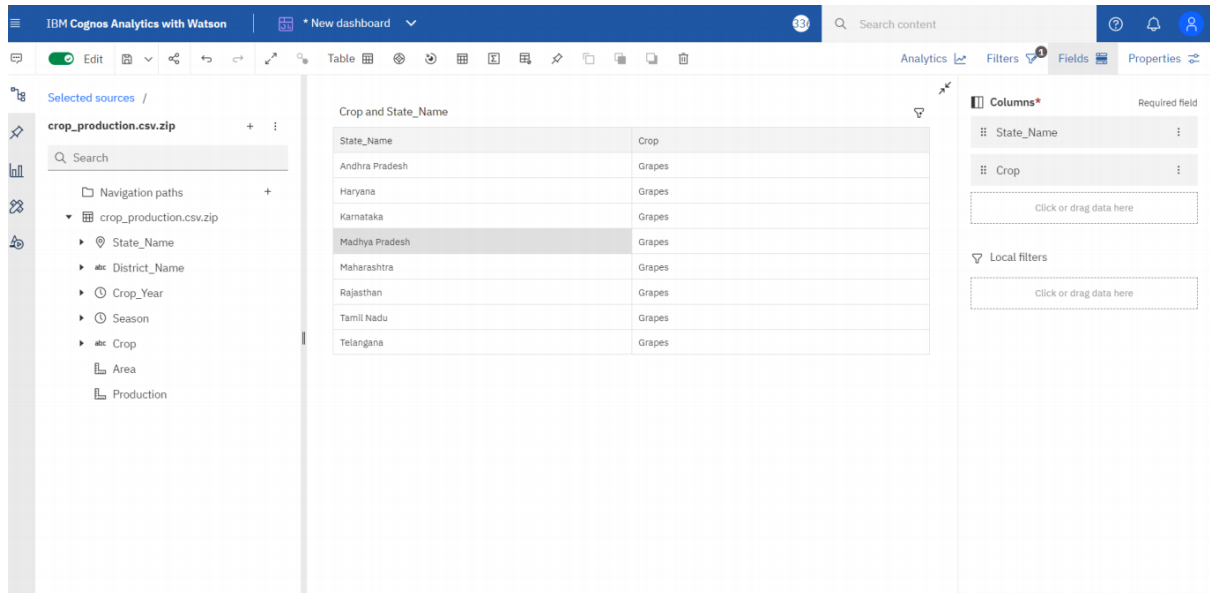 IBM Cognos Analytics with Watson
* New dashboard
Search content
Edit
Table
Analytics
Filters
1
Fields
Properties
Selected sources /
crop_production.csv.zip
Search
Navigation paths
crop_production.csv.zip
State_Name
abc District_Name
Crop_Year
Season
abc Crop
Area
Production
Crop and State_Name
State_Name Crop
Andhra Pradesh Grapes
Haryana Grapes
Karnataka Grapes
Madhya Pradesh Grapes
Maharashtra Grapes
Rajasthan Grapes
Tamil Nadu Grapes
Telangana Grapes
Columns* Required field
State_Name
Crop
Click or drag data here
Local filters
Click or drag data here